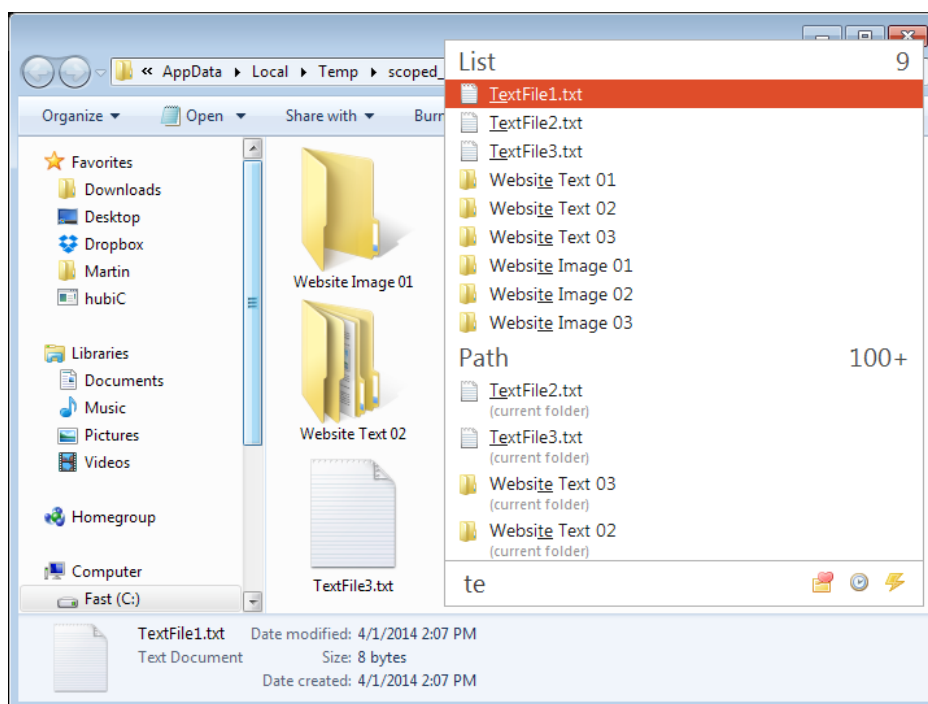 « AppData Local Temp scoped_
Organize Open Share with Burr
Favorites
Downloads
Desktop
Dropbox
Martin
hubiC
Libraries
Documents
Music
Pictures
Videos
Homegroup
Computer
Fast (C:)
Website Image 01
Website Text 02
TextFile3.txt
List 9
TextFile1.txt
TextFile2.txt
TextFile3.txt
Website Text 01
Website Text 02
Website Text 03
Website Image 01
Website Image 02
Website Image 03
Path 100+
TextFile2.txt
(current folder)
TextFile3.txt
(current folder)
Website Text 03
(current folder)
Website Text 02
(current folder)
te
TextFile1.txt Date modified: 4/1/2014 2:07 PM
Text Document Size: 8 bytes
Date created: 4/1/2014 2:07 PM